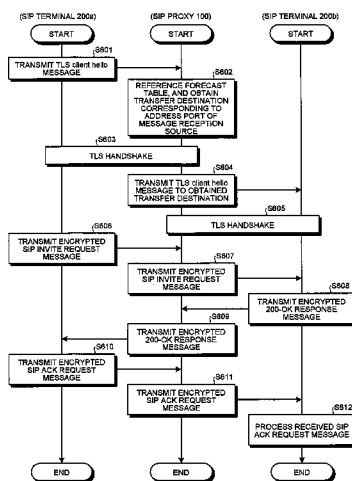 (SIP TERMINAL 200a)
(SIP PROXY 100)
(SIP TERMINAL 200b)
START
START
START
S601
TRANSMIT TLS client hello
MESSAGE
S602
REFERENCE FORECAST
TABLE, AND OBTAIN
TRANSFER DESTINATION
CORRESPONDING TO
ADDRESS PORT OF
MESSAGE RECEPTION
SOURCE
S603
TLS HANDSHAKE
S604
TRANSMIT TLS client hello
MESSAGE TO OBTAINED
TRANSFER DESTINATION
S605
TLS HANDSHAKE
S606
TRANSMIT ENCRYPTED
SIP INVITE REQUEST
MESSAGE
S607
TRANSMIT ENCRYPTED
SIP INVITE REQUEST
MESSAGE
S608
TRANSMIT ENCRYPTED
200-OK RESPONSE
MESSAGE
S609
TRANSMIT ENCRYPTED
200-OK RESPONSE
MESSAGE
S610
TRANSMIT ENCRYPTED
SIP ACK REQUEST
MESSAGE
S611
TRANSMIT ENCRYPTED
SIP ACK REQUEST
MESSAGE
S612
PROCESS RECEIVED SIP
ACK REQUEST MESSAGE
END
END
END